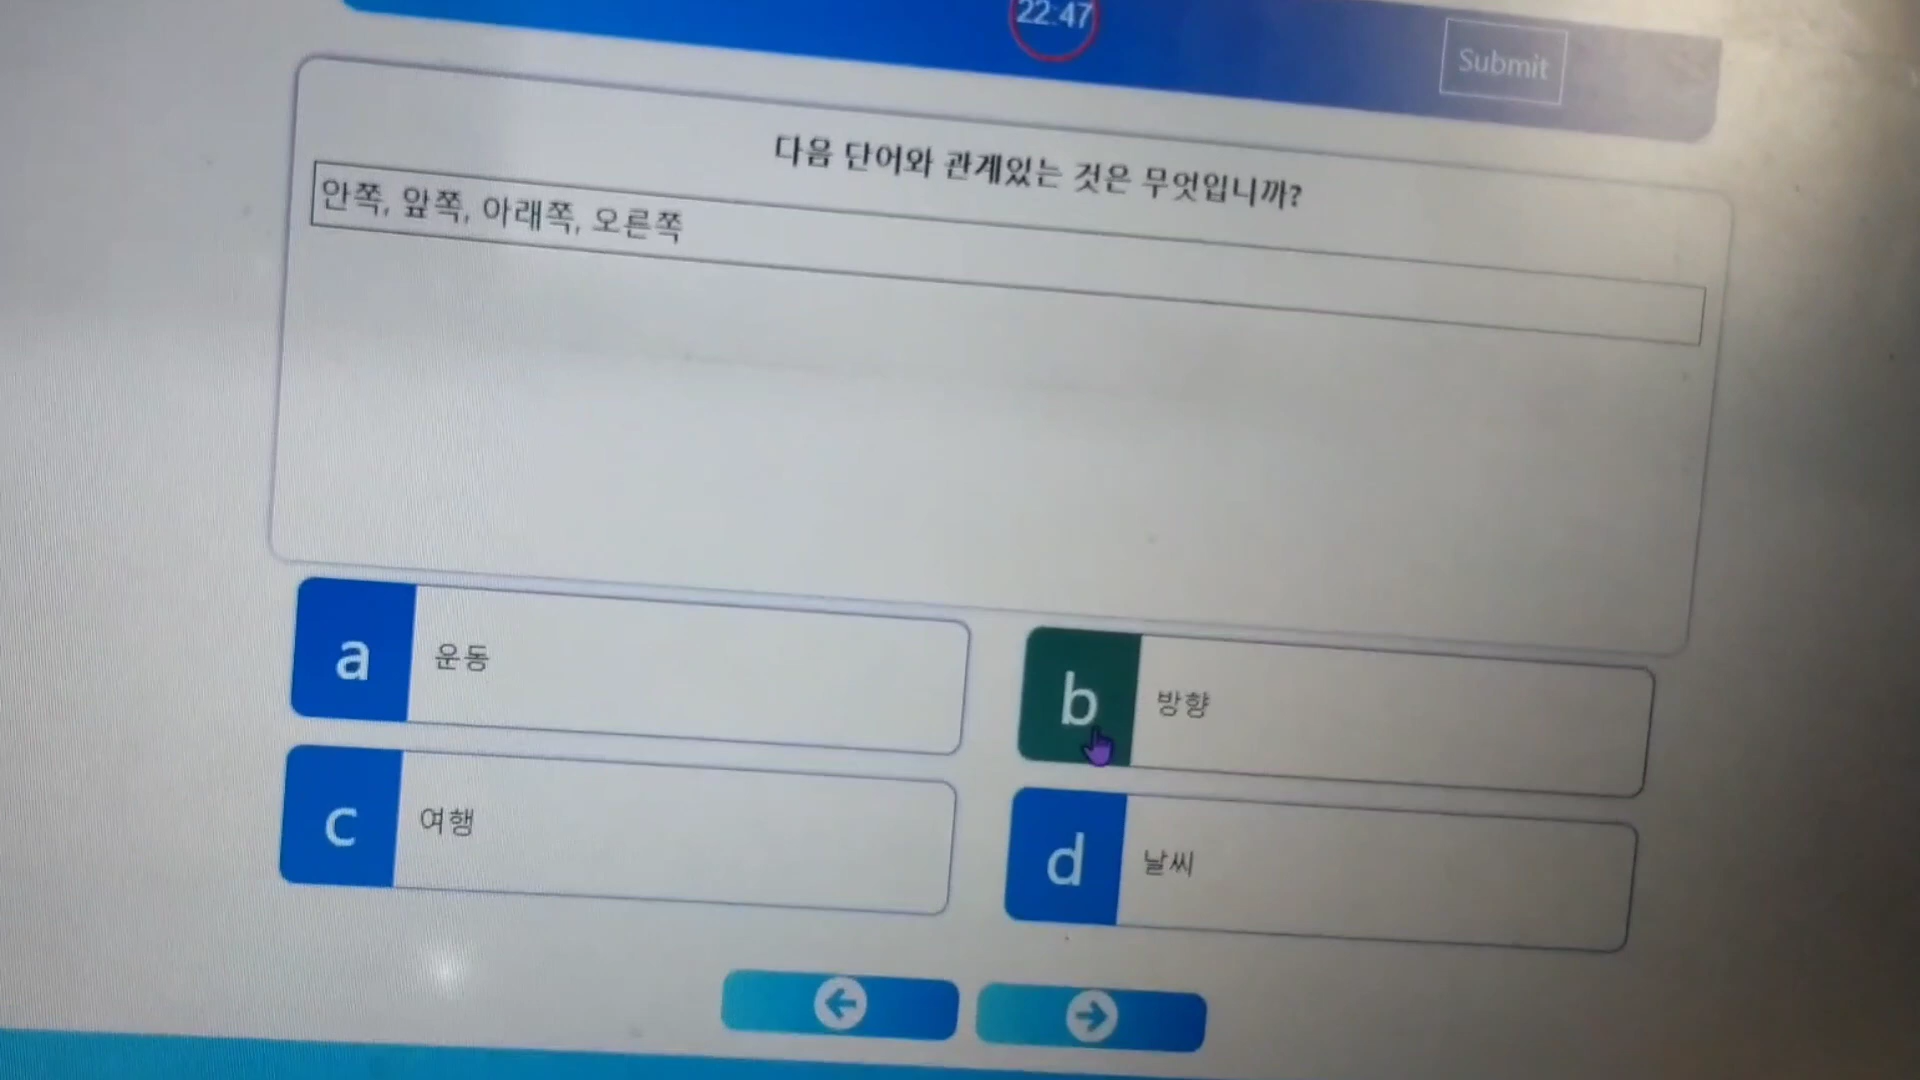 22:47
Submit
다음 단어와 관계있는 것은 무엇입니까?
안쪽, 앞쪽, 아래쪽, 오른쪽
a 운동
b 방향
c 여행
d 날씨